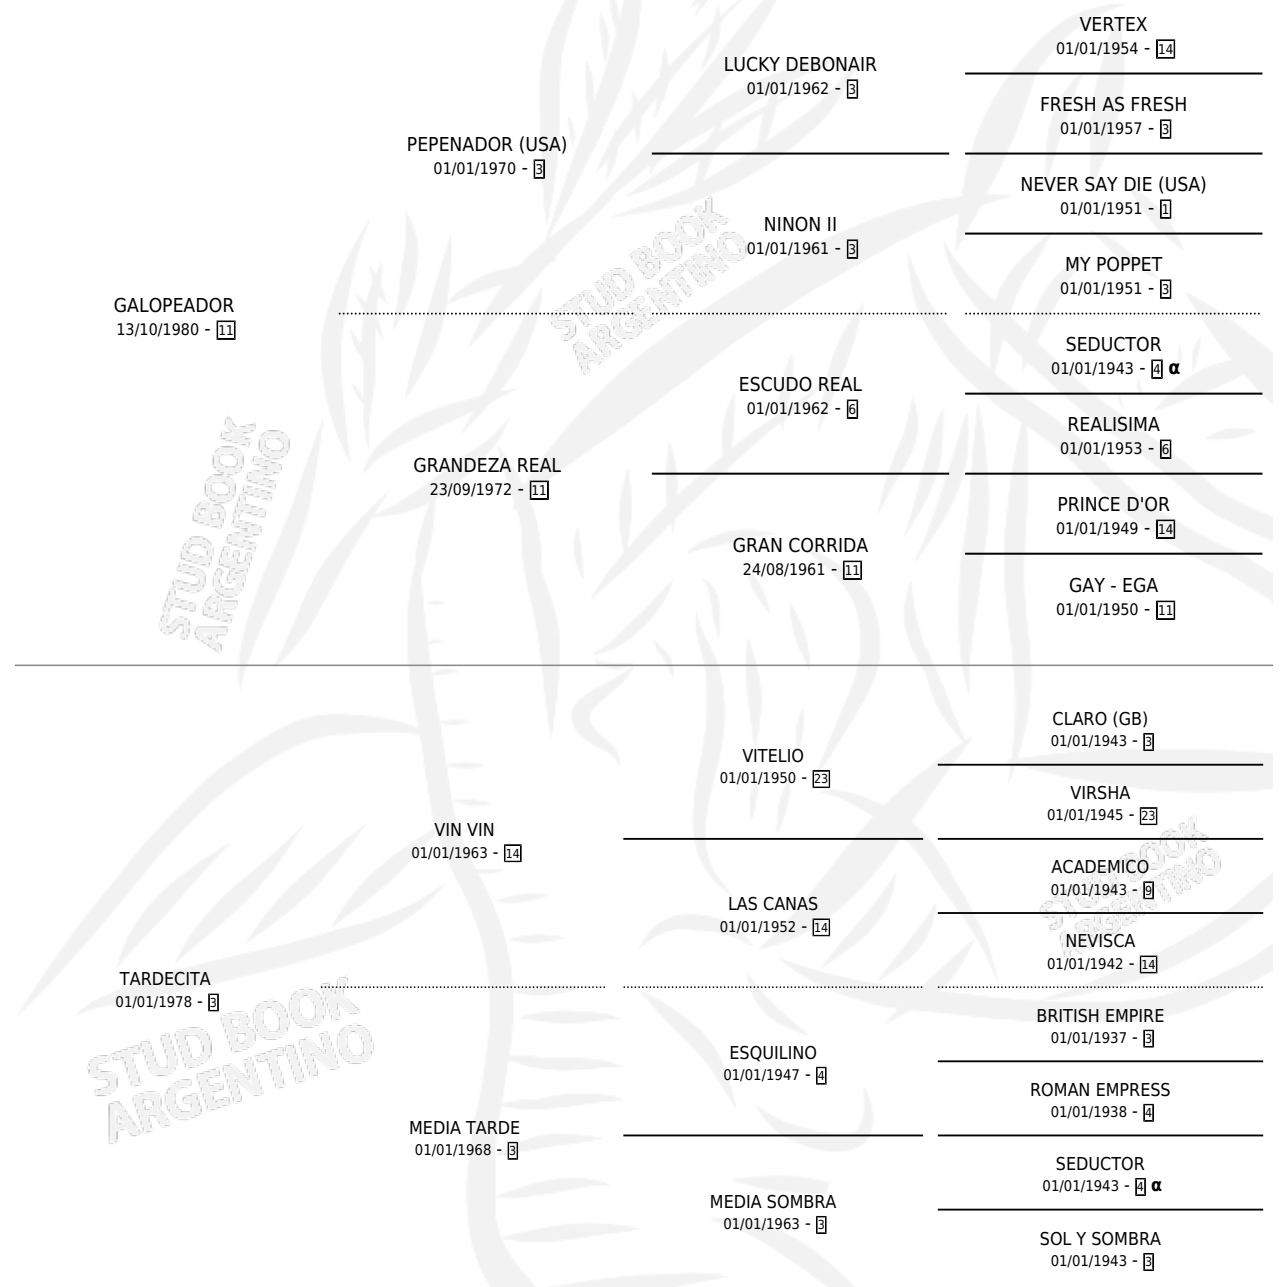 VERTEX
01/01/1954 - 14
LUCKY DEBONAIR
01/01/1962 - 3
FRESH AS FRESH
01/01/1957 - 3
PEPENADOR (USA)
01/01/1970 - 3
NEVER SAY DIE (USA)
01/01/1951 - 1
NINON II
01/01/1961 - 3
MY POPPET
01/01/1951 - 3
GALOPEADOR
13/10/1980 - 11
SEDUCTOR
01/01/1943 - 4 α
ESCUDO REAL
01/01/1962 - 6
REALISIMA
01/01/1953 - 6
GRANDEZA REAL
23/09/1972 - 11
PRINCE D'OR
01/01/1949 - 14
GRAN CORRIDA
24/08/1961 - 11
GAY - EGA
01/01/1950 - 11
STUD BOOK
ARGENTINO
STUD BOOK
ARGENTINO
CLARO (GB)
01/01/1943 - 3
VITELIO
01/01/1950 - 23
VIRSHA
01/01/1945 - 23
VIN VIN
01/01/1963 - 14
ACADEMICO
01/01/1943 - 9
LAS CANAS
01/01/1952 - 14
NEVISCA
01/01/1942 - 14
TARDECITA
01/01/1978 - 3
BRITISH EMPIRE
01/01/1937 - 3
ESQUILINO
01/01/1947 - 4
ROMAN EMPRESS
01/01/1938 - 4
MEDIA TARDE
01/01/1968 - 3
SEDUCTOR
01/01/1943 - 4 α
MEDIA SOMBRA
01/01/1963 - 3
SOL Y SOMBRA
01/01/1943 - 3
STUD BOOK
ARGENTINO
STUD BOOK
ARGENTINO